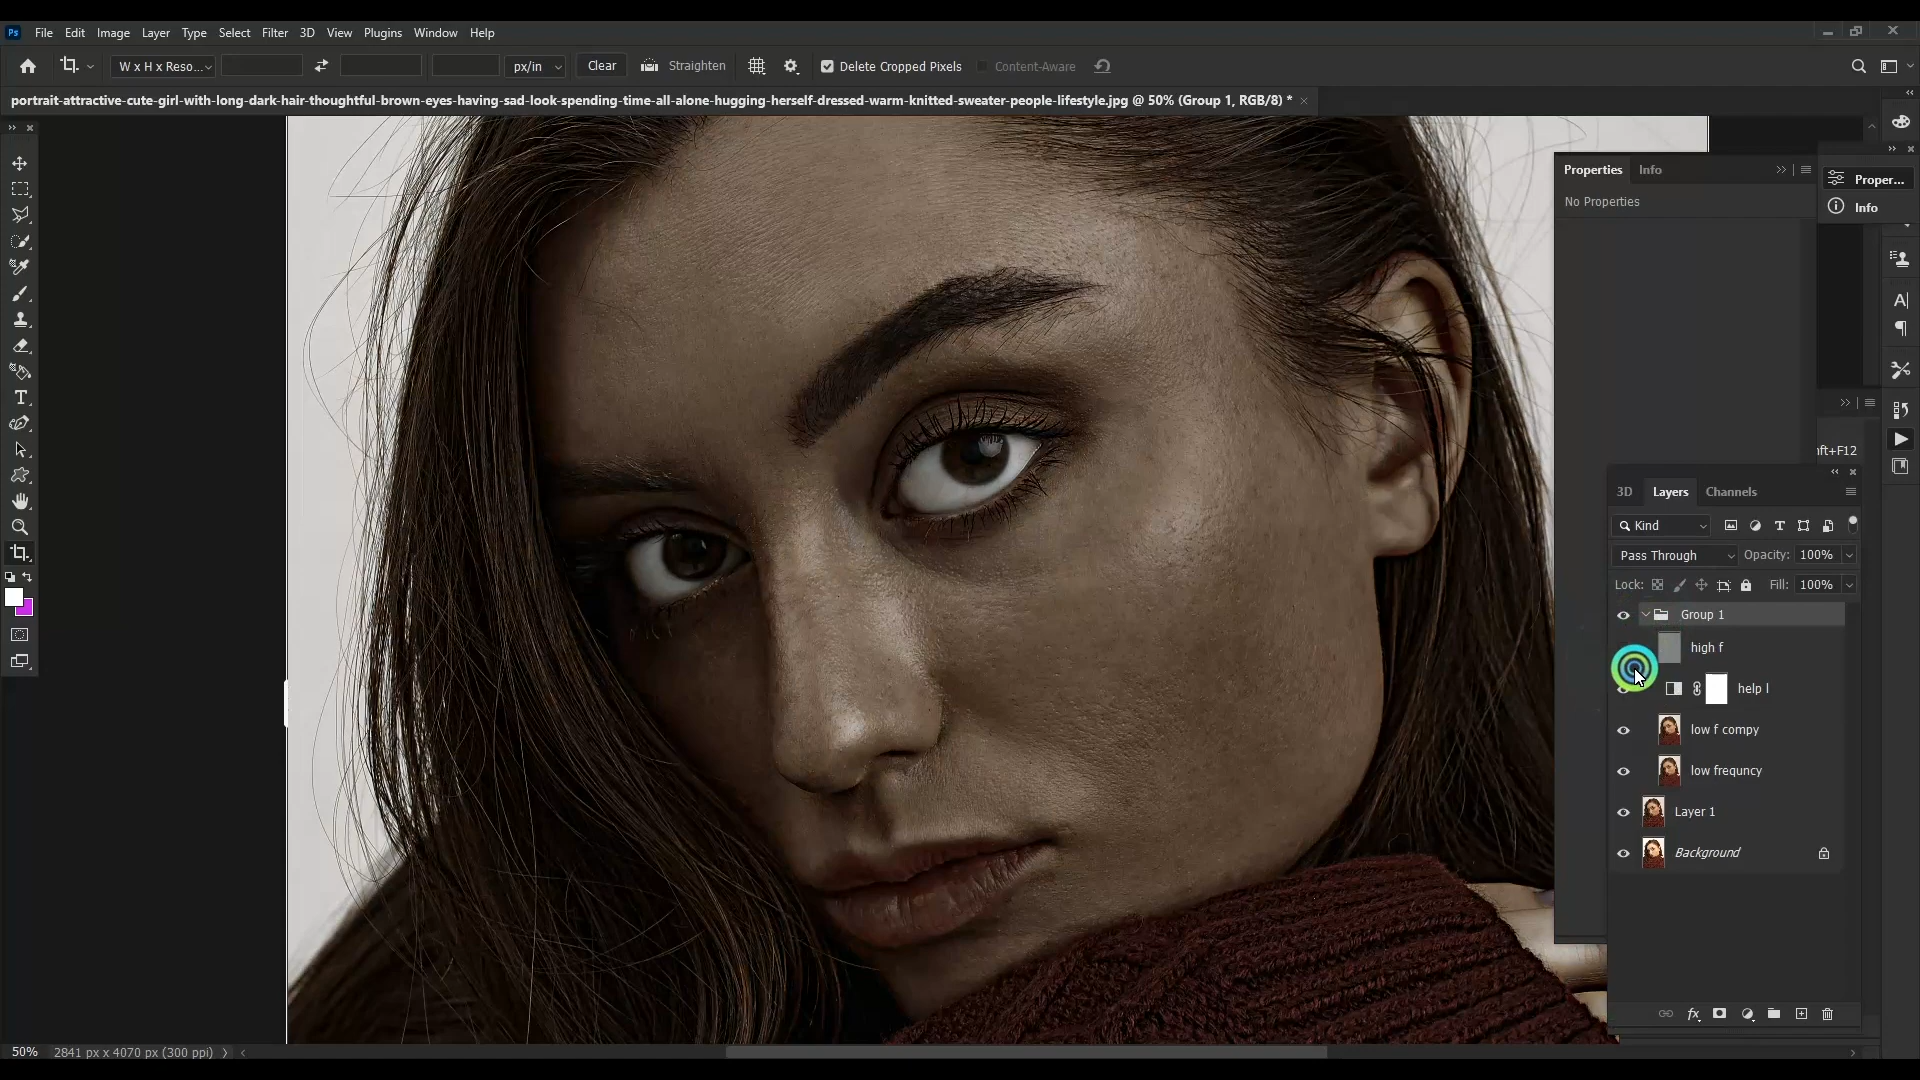 Ps File Edit Image Layer Type Select Filter 3D View Plugins Window Help
W x H x Reso... px/in Clear Straighten Delete Cropped Pixels Content-Aware
portrait-attractive-cute-girl-with-long-dark-hair-thoughtful-brown-eyes-having-sad-look-spending-time-all-alone-hugging-herself-dressed-warm-knitted-sweater-people-lifestyle.jpg @ 50% (Group 1, RGB/8) *
Properties Info
No Properties
Proper...
Info
ıft+F12
3D Layers Channels
Kind
Pass Through Opacity: 100%
Lock: Fill: 100%
Group 1
high f
help l
low f compy
low frequncy
Layer 1
Background
50% 2841 px x 4070 px (300 ppi)